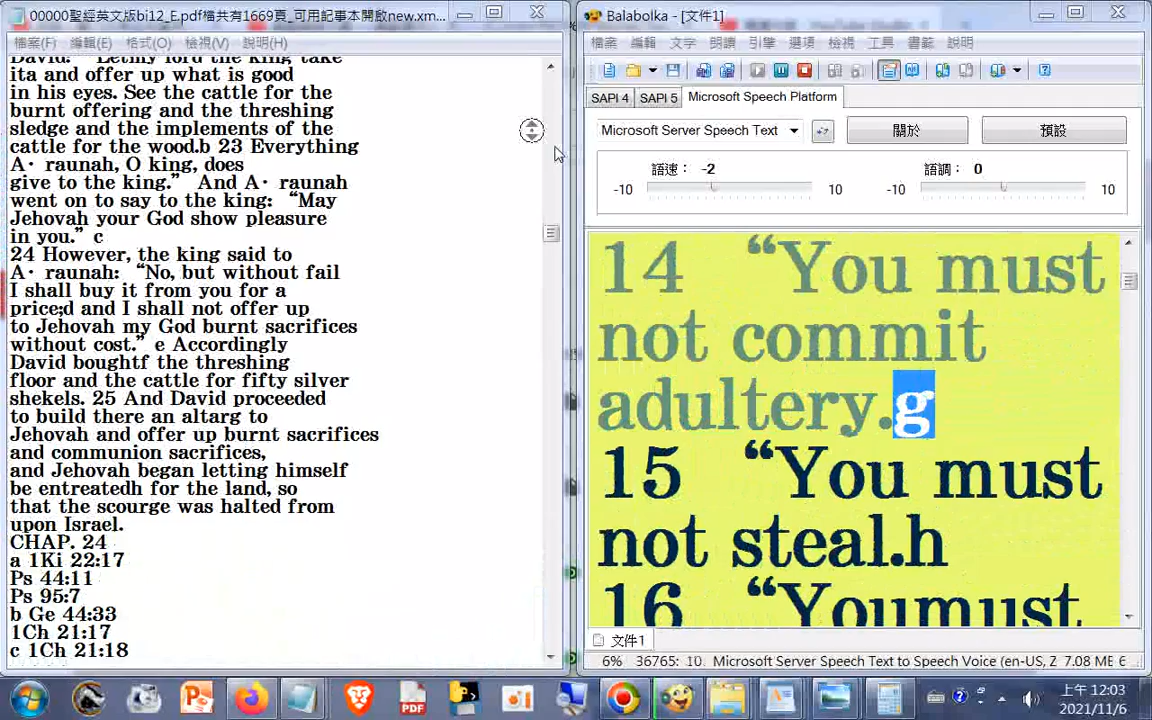 00000聖經英文版bi12_E.pdf檔共有1669頁_可用記事本開啟new.xm...
檔案(F) 編輯(E) 格式(O) 檢視(V) 說明(H)
David: “Letmy lord the king take
ita and offer up what is good
in his eyes. See the cattle for the
burnt offering and the threshing
sledge and the implements of the
cattle for the wood.b 23 Everything
A· raunah, O king, does
give to the king.” And A· raunah
went on to say to the king: “May
Jehovah your God show pleasure
in you.” c
24 However, the king said to
A· raunah: “No, but without fail
I shall buy it from you for a
price;d and I shall not offer up
to Jehovah my God burnt sacrifices
without cost.” e Accordingly
David boughtf the threshing
floor and the cattle for fifty silver
shekels. 25 And David proceeded
to build there an altarg to
Jehovah and offer up burnt sacrifices
and communion sacrifices,
and Jehovah began letting himself
be entreatedh for the land, so
that the scourge was halted from
upon Israel.
CHAP. 24
a 1Ki 22:17
Ps 44:11
Ps 95:7
b Ge 44:33
1Ch 21:17
c 1Ch 21:18
Balabolka - [文件1]
檔案 編輯 文字 朗讀 引擎 選項 檢視 工具 書籤 說明
SAPI 4 SAPI 5 Microsoft Speech Platform
Microsoft Server Speech Text 關於 預設
語速: -2 語調: 0
-10 10 -10 10
14 “You must
not commit
adultery.g
15 “You must
not steal.h
16 “Youmust
文件1
6% 36765: 10. Microsoft Server Speech Text to Speech Voice (en-US, Z 7.08 MB 6
上午 12:03
2021/11/6